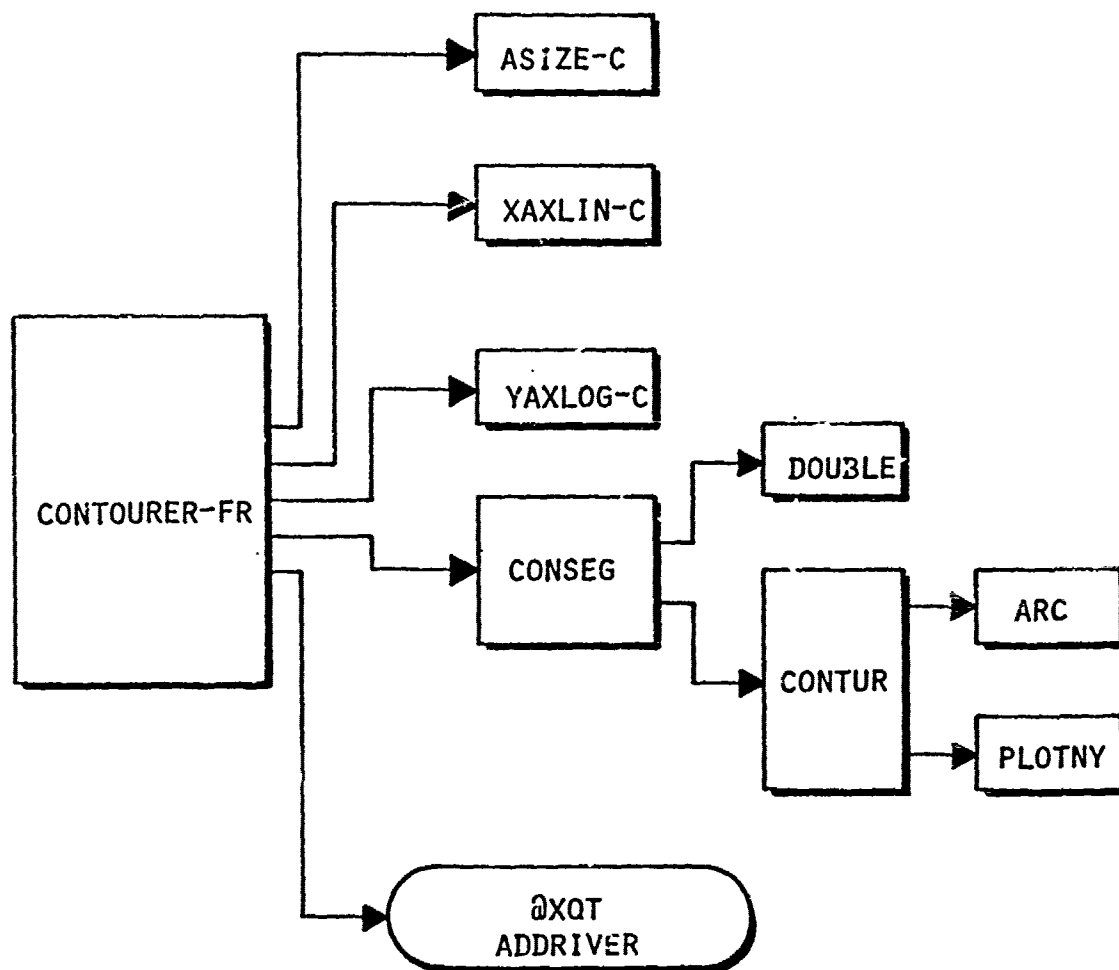 ASIZE-C
XAXLIN-C
YAXLOG-C
DOUBLE
CONTOURER-FR
CONSEG
ARC
CONTUR
PLOTNY
@XQT
ADDRIVER